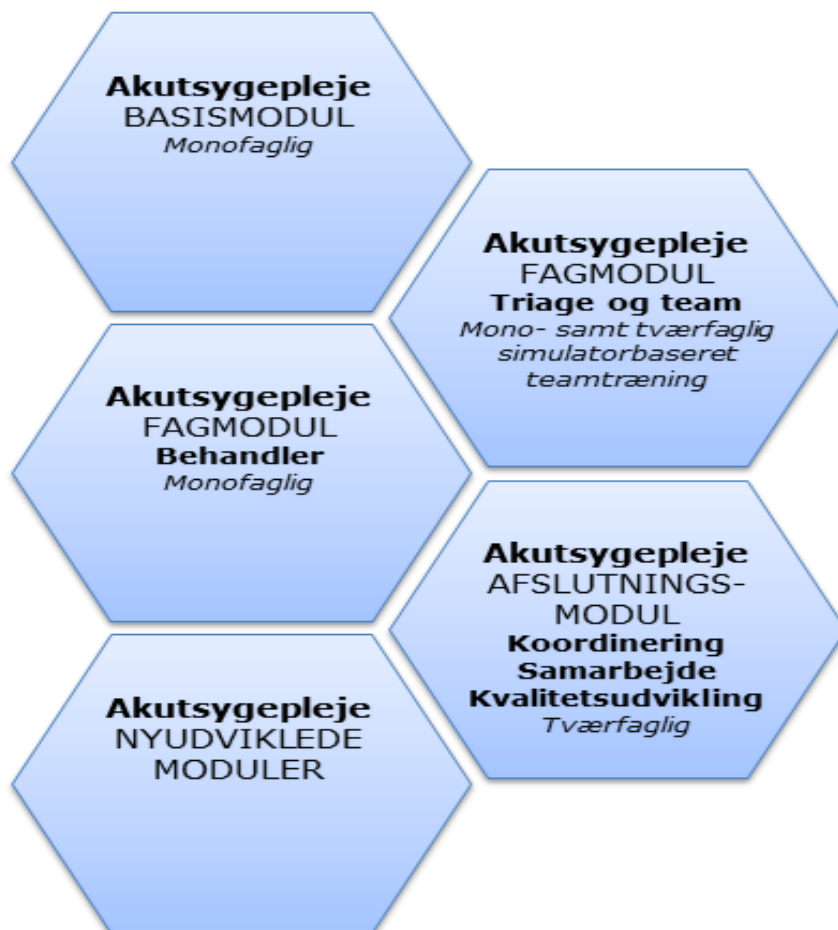 Akutsygepleje
BASISMODUL
Monofaglig
Akutsygepleje
FAGMODUL
Triage og team
Mono- samt tværfaglig
simulatorbaseret
teamtræning
Akutsygepleje
FAGMODUL
Behandler
Monofaglig
Akutsygepleje
AFSLUTNINGS-
MODUL
Koordinering
Samarbejde
Kvalitetsudvikling
Tværfaglig
Akutsygepleje
NYUDVIKLEDE
MODULER